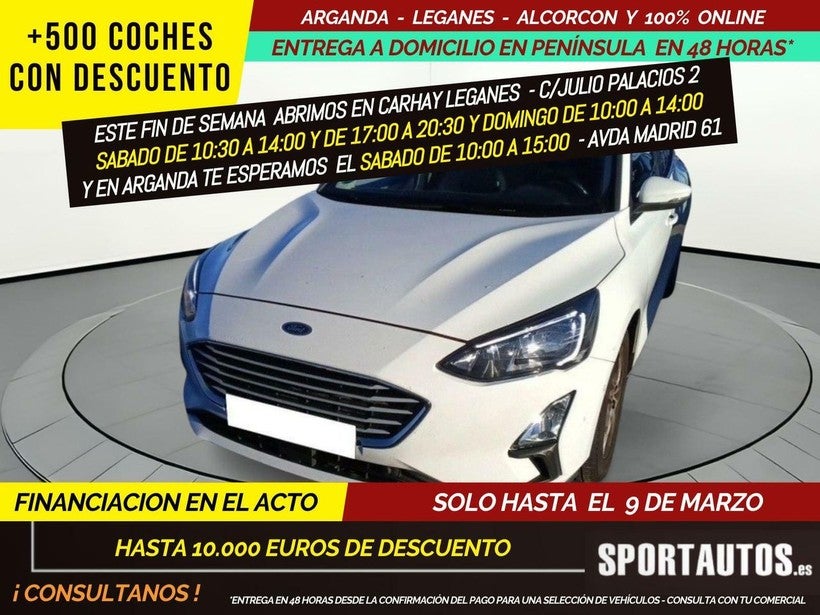 +500 COCHES
CON DESCUENTO
ARGANDA - LEGANES - ALCORCON Y 100% ONLINE
ENTREGA A DOMICILIO EN PENÍNSULA EN 48 HORAS*
ESTE FIN DE SEMANA ABRIMOS EN CARHAY LEGANES - C/JULIO PALACIOS 2
SABADO DE 10:30 A 14:00 Y DE 17:00 A 20:30 Y DOMINGO DE 10:00 A 14:00
Y EN ARGANDA TE ESPERAMOS EL SABADO DE 10:00 A 15:00 - AVDA MADRID 61
Ford
FINANCIACION EN EL ACTO
SOLO HASTA EL 9 DE MARZO
HASTA 10.000 EUROS DE DESCUENTO
SPORTAUTOS.es
¡ CONSULTANOS !
*ENTREGA EN 48 HORAS DESDE LA CONFIRMACIÓN DEL PAGO PARA UNA SELECCIÓN DE VEHÍCULOS - CONSULTA CON TU COMERCIAL